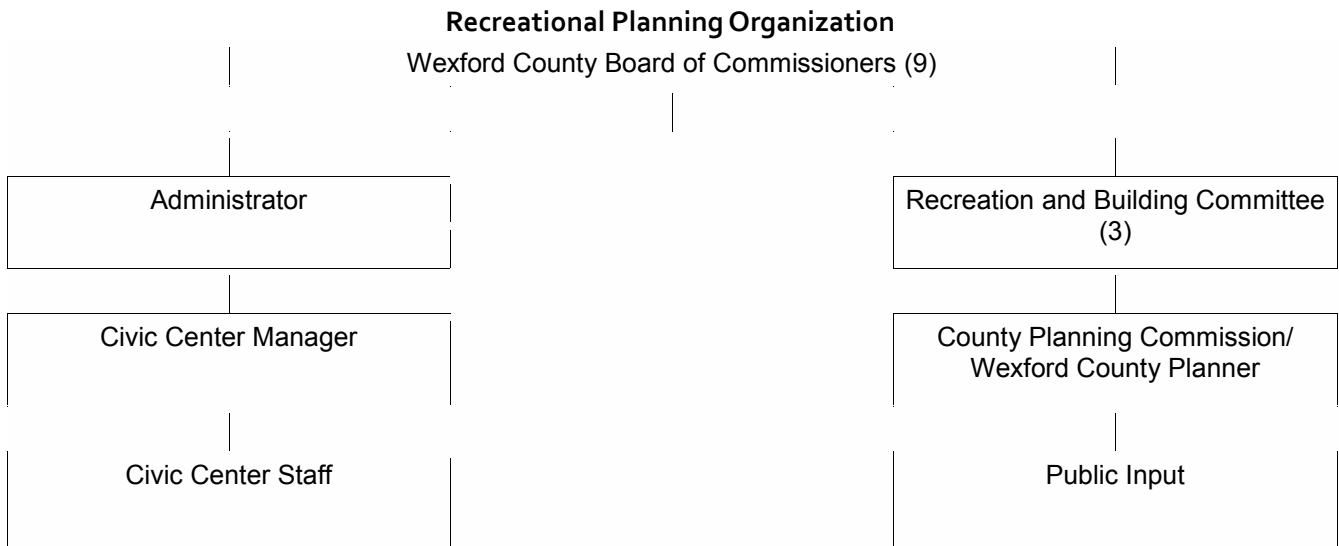 Recreational Planning Organization
Wexford County Board of Commissioners (9)
Administrator
Recreation and Building Committee
(3)
Civic Center Manager
County Planning Commission/
Wexford County Planner
Civic Center Staff
Public Input